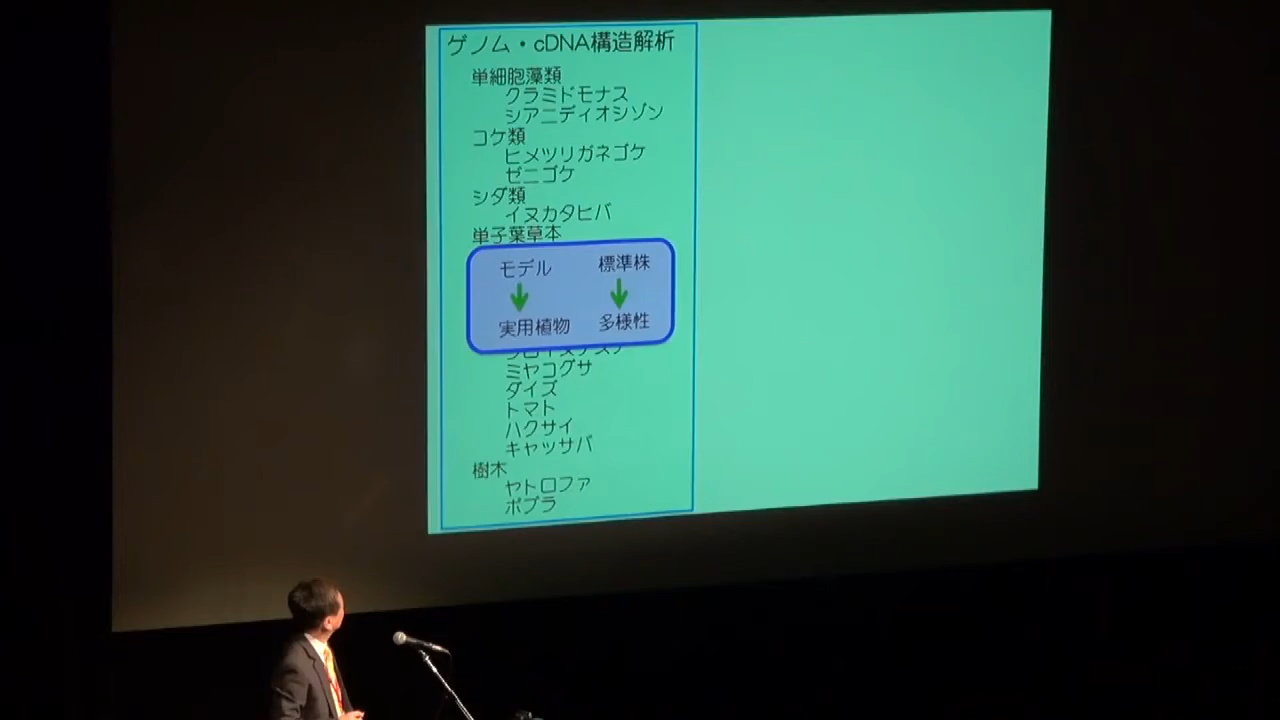 ゲノム・cDNA構造解析
単細胞藻類
クラミドモナス
シアニディオシゾン
コケ類
ヒメツリガネゴケ
ゼニゴケ
シダ類
イヌカタヒバ
単子葉草本
モデル 標準株
実用植物 多様性
ミヤコグサ
ダイズ
トマト
ハクサイ
キャッサバ
樹木
ヤトロファ
ポプラ